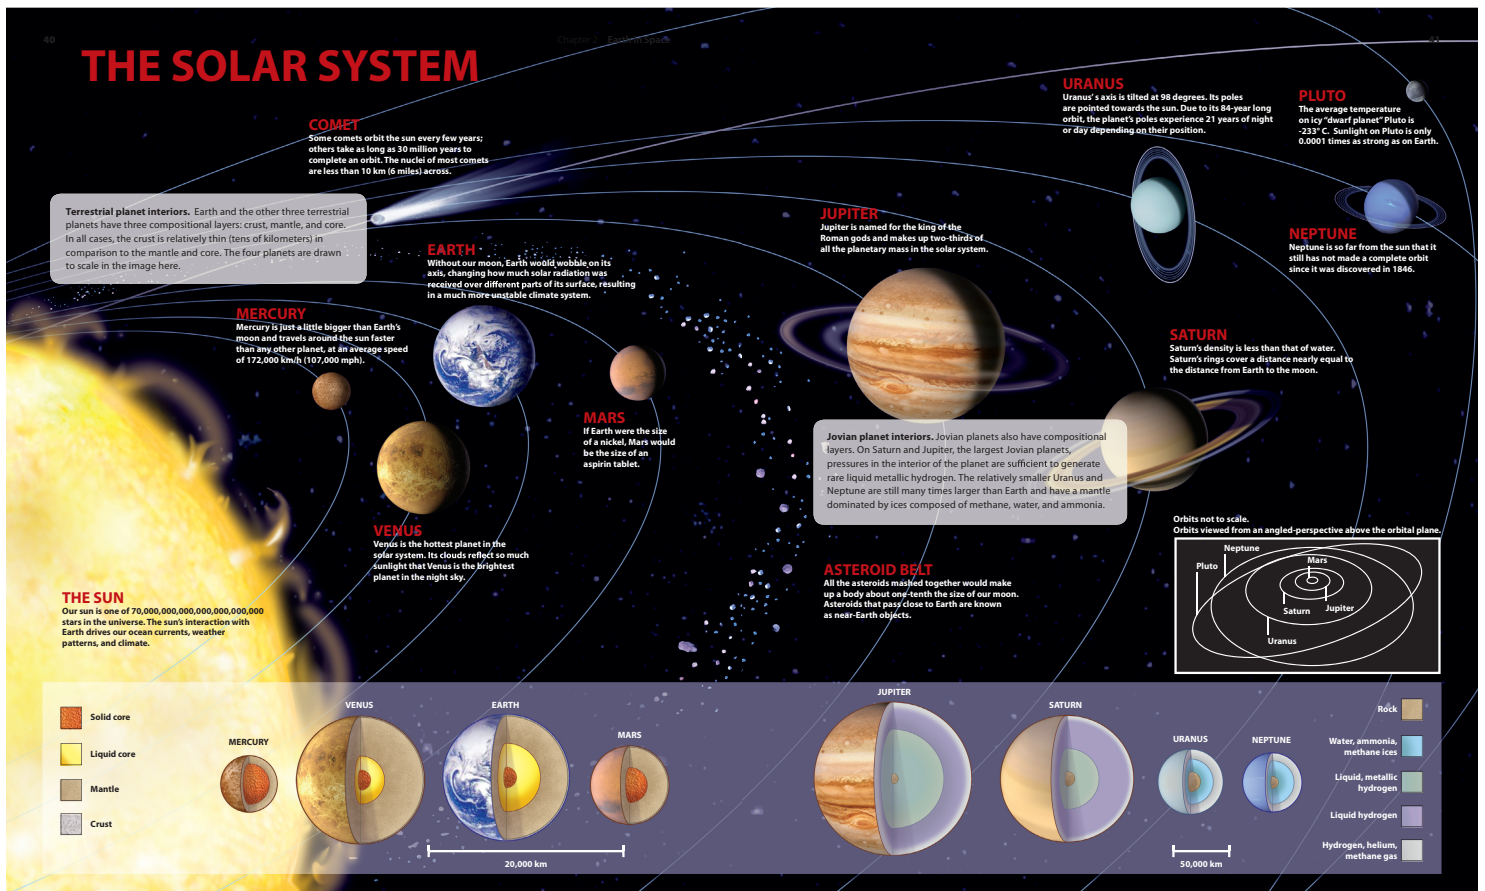 40
Chapter 2 Earth in Space
41
THE SOLAR SYSTEM
COMET
Some comets orbit the sun every few years;
others take as long as 30 million years to
complete an orbit. The nuclei of most comets
are less than 10 km (6 miles) across.
URANUS
Uranus' s axis is tilted at 98 degrees. Its poles
are pointed towards the sun. Due to its 84-year long
orbit, the planet's poles experience 21 years of night
or day depending on their position.
PLUTO
The average temperature
on icy "dwarf planet" Pluto is
-233° C. Sunlight on Pluto is only
0.0001 times as strong as on Earth.
Terrestrial planet interiors. Earth and the other three terrestrial
planets have three compositional layers: crust, mantle, and core.
In all cases, the crust is relatively thin (tens of kilometers) in
comparison to the mantle and core. The four planets are drawn
to scale in the image here.
EARTH
Without our moon, Earth would wobble on its
axis, changing how much solar radiation was
received over different parts of its surface, resulting
in a much more unstable climate system.
JUPITER
Jupiter is named for the king of the
Roman gods and makes up two-thirds of
all the planetary mass in the solar system.
NEPTUNE
Neptune is so far from the sun that it
still has not made a complete orbit
since it was discovered in 1846.
MERCURY
Mercury is just a little bigger than Earth's
moon and travels around the sun faster
than any other planet, at an average speed
of 172,000 km/h (107,000 mph).
SATURN
Saturn's density is less than that of water.
Saturn's rings cover a distance nearly equal to
the distance from Earth to the moon.
MARS
If Earth were the size
of a nickel, Mars would
be the size of an
aspirin tablet.
Jovian planet interiors. Jovian planets also have compositional
layers. On Saturn and Jupiter, the largest Jovian planets,
pressures in the interior of the planet are sufficient to generate
rare liquid metallic hydrogen. The relatively smaller Uranus and
Neptune are still many times larger than Earth and have a mantle
dominated by ices composed of methane, water, and ammonia.
VENUS
Venus is the hottest planet in the
solar system. Its clouds reflect so much
sunlight that Venus is the brightest
planet in the night sky.
Orbits not to scale.
Orbits viewed from an angled-perspective above the orbital plane.
Neptune
Pluto
Mars
Saturn
Jupiter
Uranus
ASTEROID BELT
All the asteroids mashed together would make
up a body about one-tenth the size of our moon.
Asteroids that pass close to Earth are known
as near-Earth objects.
THE SUN
Our sun is one of 70,000,000,000,000,000,000,000
stars in the universe. The sun's interaction with
Earth drives our ocean currents, weather
patterns, and climate.
Solid core
Liquid core
Mantle
Crust
MERCURY
VENUS
EARTH
MARS
20,000 km
JUPITER
SATURN
URANUS
NEPTUNE
50,000 km
Rock
Water, ammonia,
methane ices
Liquid, metallic
hydrogen
Liquid hydrogen
Hydrogen, helium,
methane gas